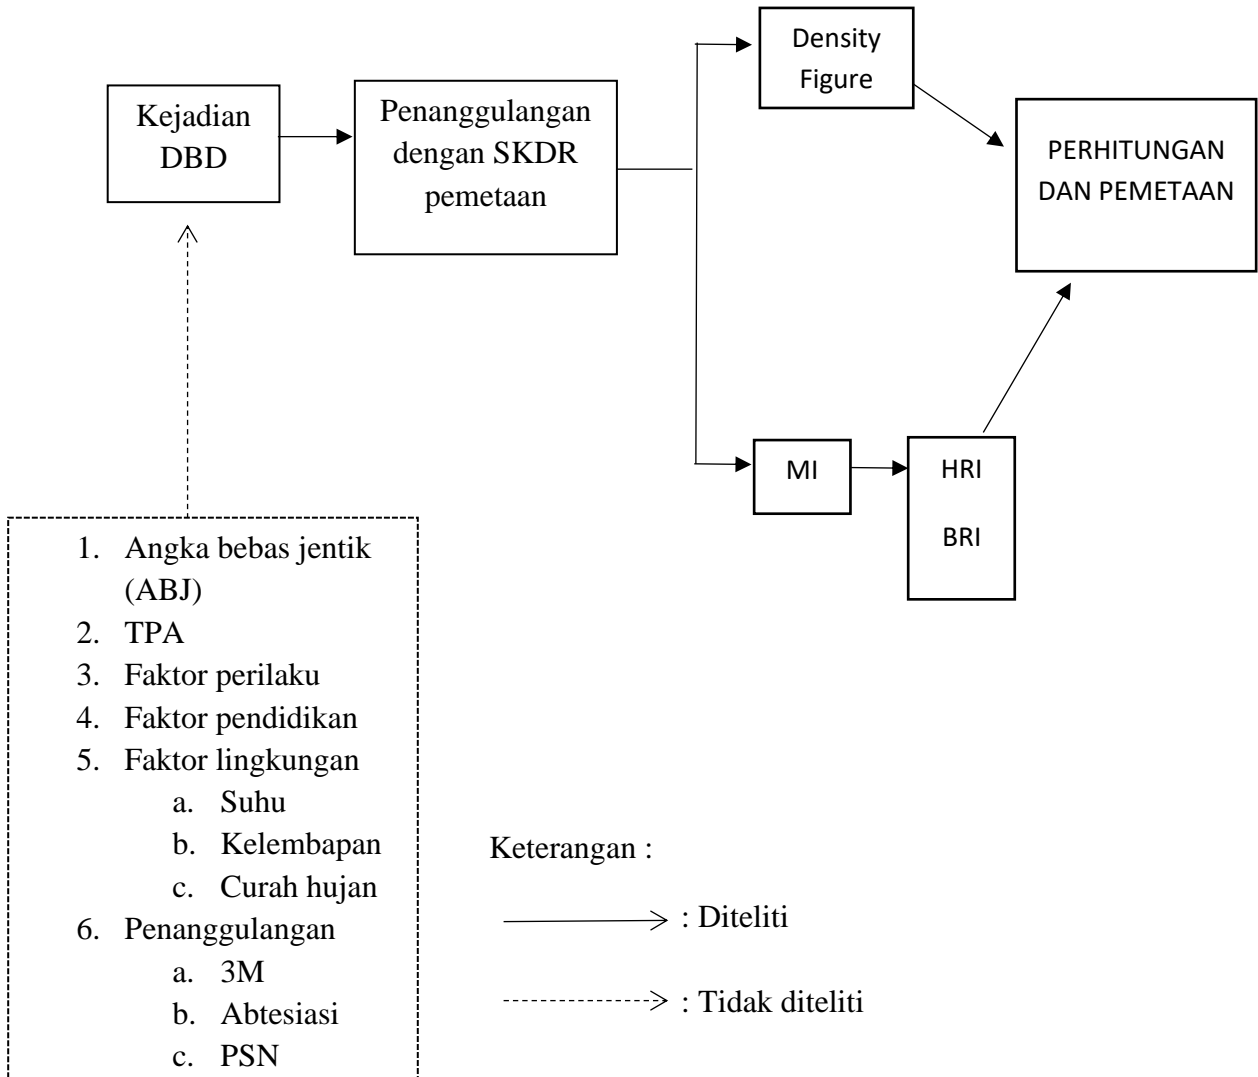 Density
Figure
Kejadian
DBD
Penanggulangan
dengan SKDR
pemetaan
PERHITUNGAN
DAN PEMETAAN
MI
HRI
BRI
1. Angka bebas jentik
(ABJ)
2. TPA
3. Faktor perilaku
4. Faktor pendidikan
5. Faktor lingkungan
a. Suhu
b. Kelembapan
c. Curah hujan
6. Penanggulangan
a. 3M
b. Abtesiasi
c. PSN
Keterangan :
: Diteliti
: Tidak diteliti